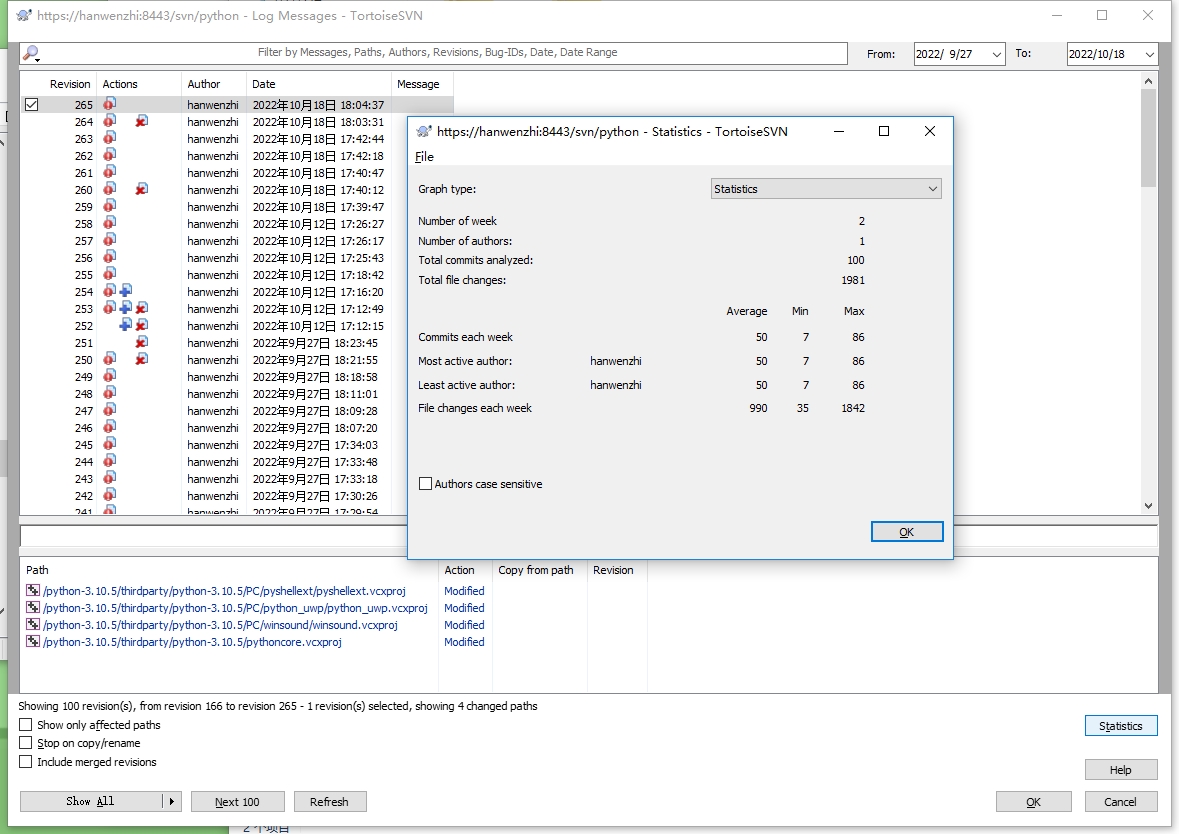 https://hanwenzhi:8443/svn/python - Log Messages - TortoiseSVN
Filter by Messages, Paths, Authors, Revisions, Bug-IDs, Date, Date Range
From: 2022/ 9/27 To: 2022/10/18
Revision Actions Author Date Message
265 hanwenzhi 2022年10月18日 18:04:37
264 hanwenzhi 2022年10月18日 18:03:31
263 hanwenzhi 2022年10月18日 17:42:44
262 hanwenzhi 2022年10月18日 17:42:18
261 hanwenzhi 2022年10月18日 17:40:47
260 hanwenzhi 2022年10月18日 17:40:12
259 hanwenzhi 2022年10月18日 17:39:47
258 hanwenzhi 2022年10月12日 17:26:27
257 hanwenzhi 2022年10月12日 17:26:17
256 hanwenzhi 2022年10月12日 17:25:43
255 hanwenzhi 2022年10月12日 17:18:42
254 hanwenzhi 2022年10月12日 17:16:20
253 hanwenzhi 2022年10月12日 17:12:49
252 hanwenzhi 2022年10月12日 17:12:15
251 hanwenzhi 2022年9月27日 18:23:45
250 hanwenzhi 2022年9月27日 18:21:55
249 hanwenzhi 2022年9月27日 18:18:58
248 hanwenzhi 2022年9月27日 18:11:01
247 hanwenzhi 2022年9月27日 18:09:28
246 hanwenzhi 2022年9月27日 18:07:20
245 hanwenzhi 2022年9月27日 17:34:03
244 hanwenzhi 2022年9月27日 17:33:48
243 hanwenzhi 2022年9月27日 17:33:18
242 hanwenzhi 2022年9月27日 17:30:26
241 hanwenzhi 2022年9月27日 17:29:54
https://hanwenzhi:8443/svn/python - Statistics - TortoiseSVN
File
Graph type: Statistics
Number of week 2
Number of authors: 1
Total commits analyzed: 100
Total file changes: 1981
Average Min Max
Commits each week 50 7 86
Most active author: hanwenzhi 50 7 86
Least active author: hanwenzhi 50 7 86
File changes each week 990 35 1842
Authors case sensitive
OK
Path Action Copy from path Revision
/python-3.10.5/thirdparty/python-3.10.5/PC/pyshellext/pyshellext.vcxproj Modified
/python-3.10.5/thirdparty/python-3.10.5/PC/python_uwp/python_uwp.vcxproj Modified
/python-3.10.5/thirdparty/python-3.10.5/PC/winsound/winsound.vcxproj Modified
/python-3.10.5/thirdparty/python-3.10.5/pythoncore.vcxproj Modified
Showing 100 revision(s), from revision 166 to revision 265 - 1 revision(s) selected, showing 4 changed paths
Show only affected paths
Statistics
Stop on copy/rename
Include merged revisions
Help
Show All Next 100 Refresh OK Cancel
2 个项目